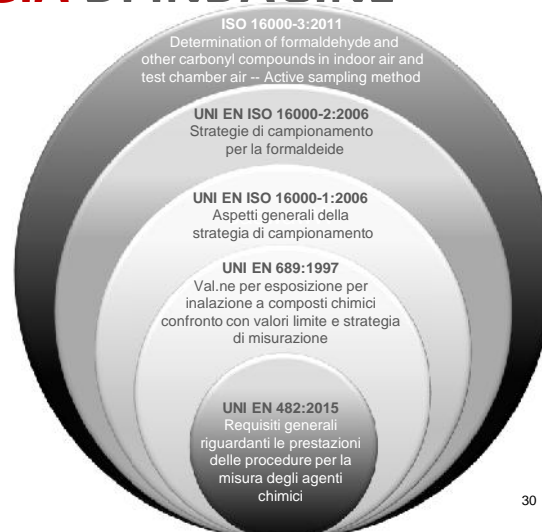 DI INDAGINE
ISO 16000-3:2011
Determination of formaldehyde and
other carbonyl compounds in indoor air and
test chamber air -- Active sampling method
UNI EN ISO 16000-2:2006
Strategie di campionamento
per la formaldeide
UNI EN ISO 16000-1:2006
Aspetti generali della
strategia di campionamento
UNI EN 689:1997
Val.ne per esposizione per
inalazione a composti chimici
confronto con valori limite e strategia
di misurazione
UNI EN 482:2015
Requisiti generali
riguardanti le prestazioni
delle procedure per la
misura degli agenti
chimici
30